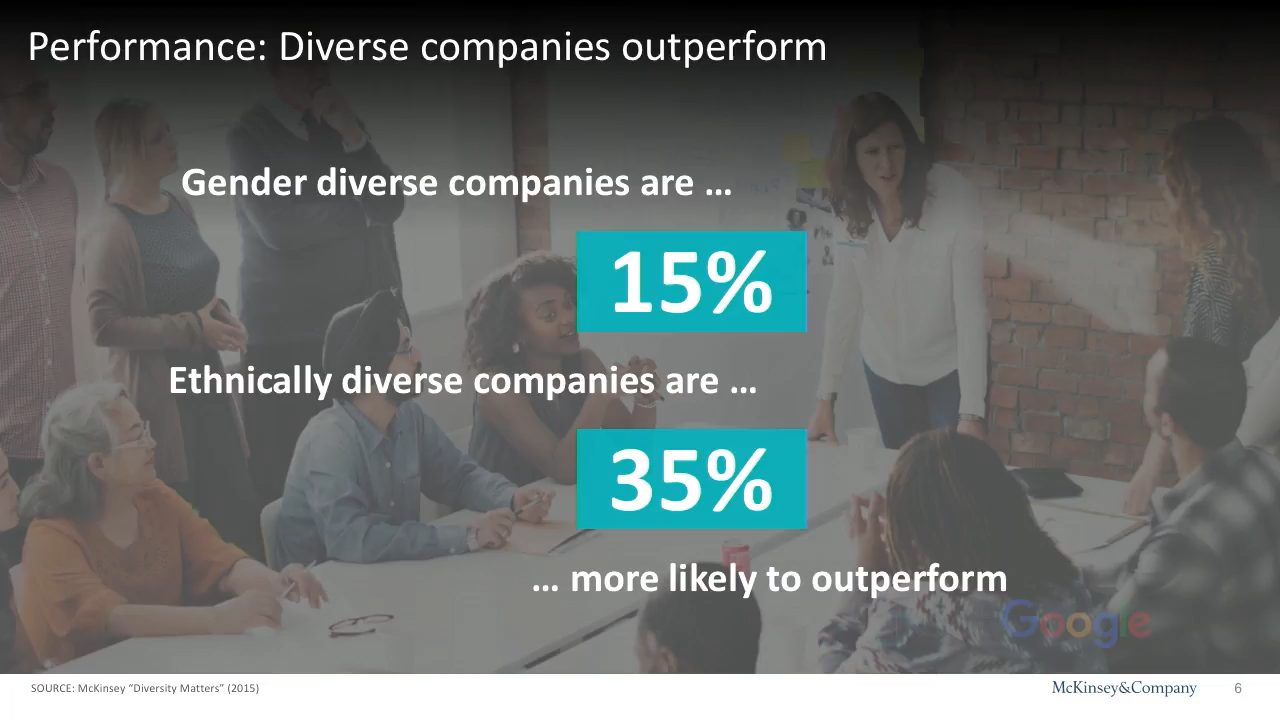 Performance: Diverse companies outperform
Gender diverse companies are …
15%
Ethnically diverse companies are …
35%
… more likely to outperform
Google
SOURCE: McKinsey “Diversity Matters” (2015)
McKinsey&Company
6